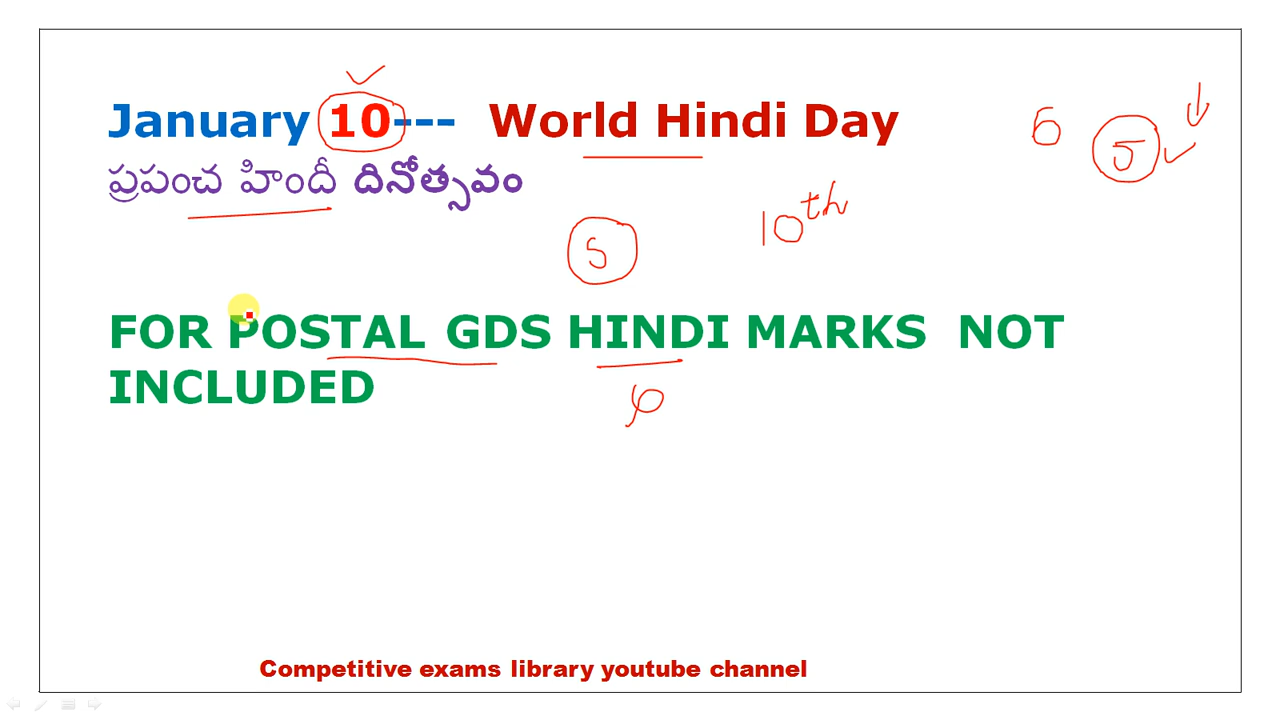 January 10--- World Hindi Day
6 5
ప్రపంచ హిందీ దినోత్సవం
10th
5
FOR POSTAL GDS HINDI MARKS NOT
INCLUDED
Competitive exams library youtube channel